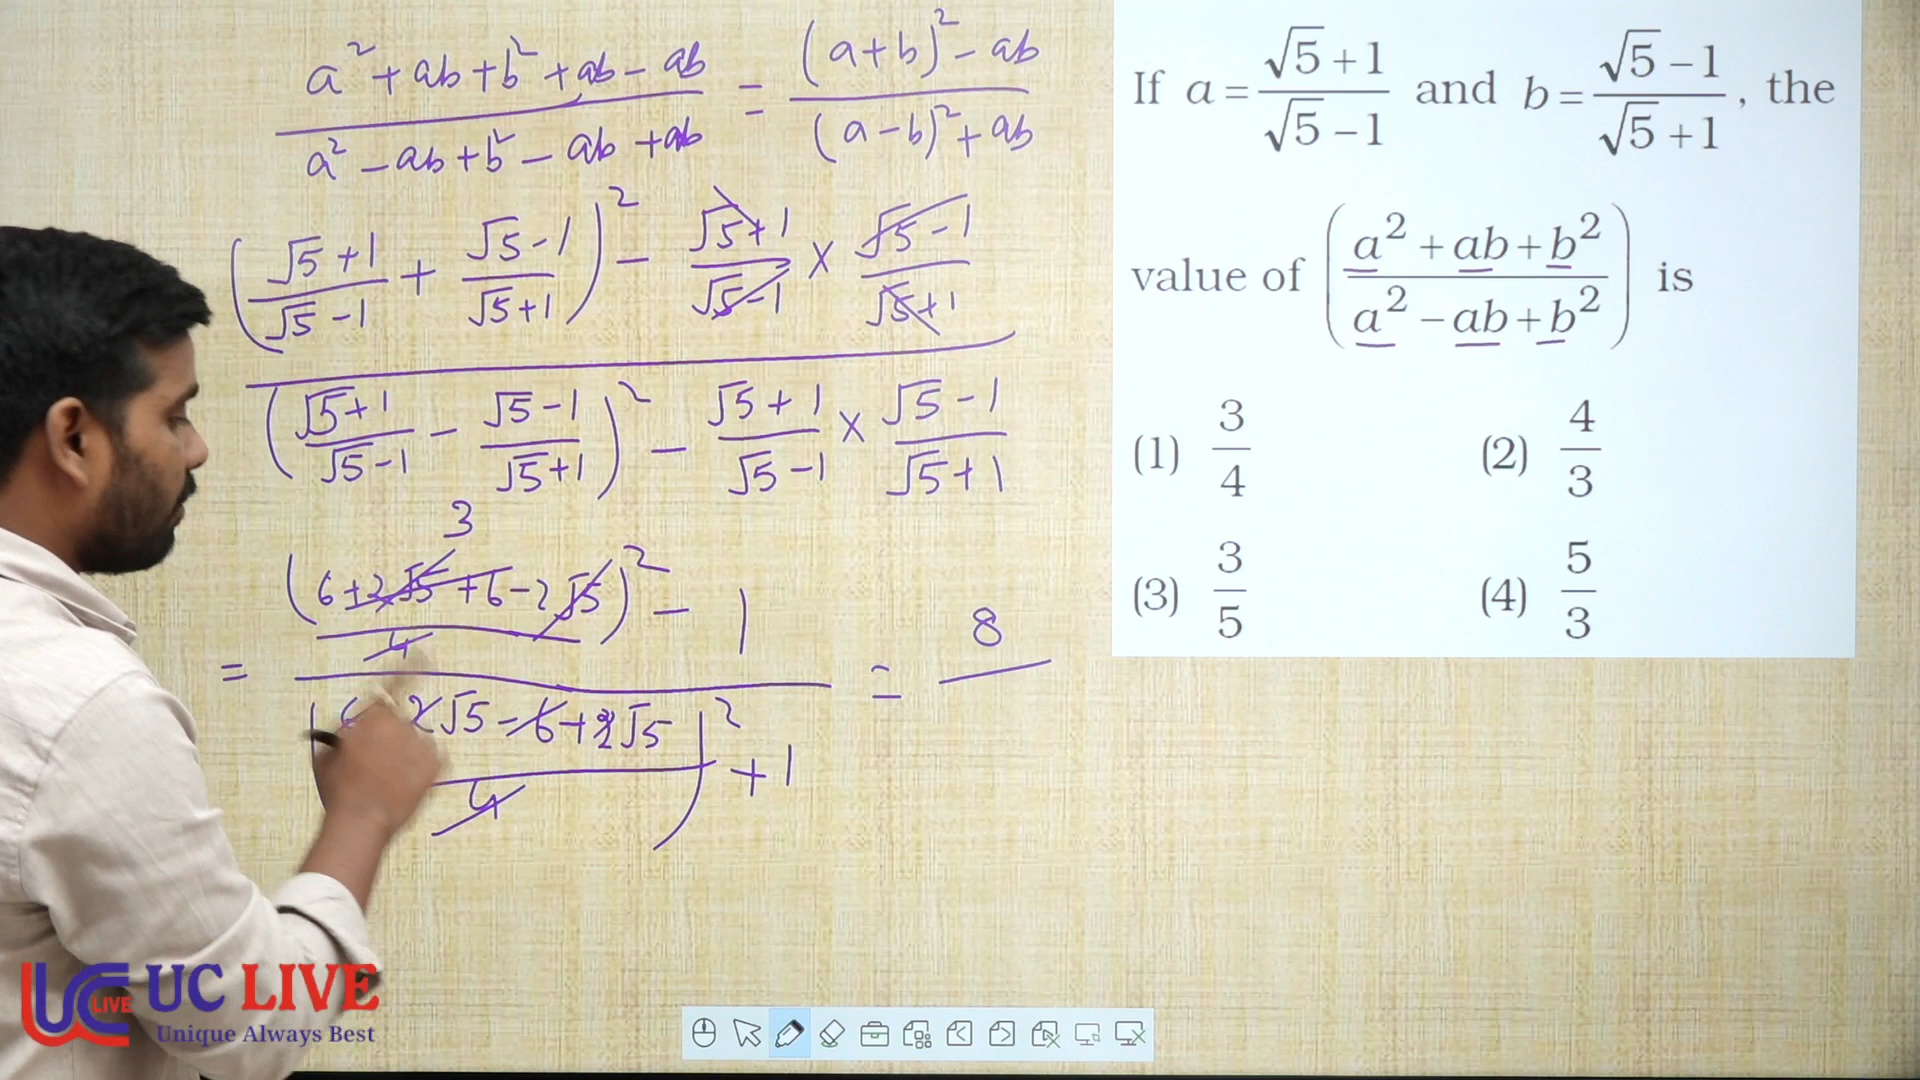 a² + ab + b² + ab - ab / a² - ab + b² - ab + ab = (a+b)² - ab / (a-b)² + ab
(√5+1 / √5-1 + √5-1 / √5+1)² - √5+1 / √5-1 × √5-1 / √5+1
(√5+1 / √5-1 - √5-1 / √5+1)² - √5+1 / √5-1 × √5-1 / √5+1
3
= (6+2√5+6-2√5 / 4)² - 1 = 8
2√5-6+2√5 / 4)² + 1
If a = √5+1 / √5-1 and b = √5-1 / √5+1, the
value of (a² + ab + b² / a² - ab + b²) is
(1) 3/4 (2) 4/3
(3) 3/5 (4) 5/3
UC LIVE UC LIVE
Unique Always Best